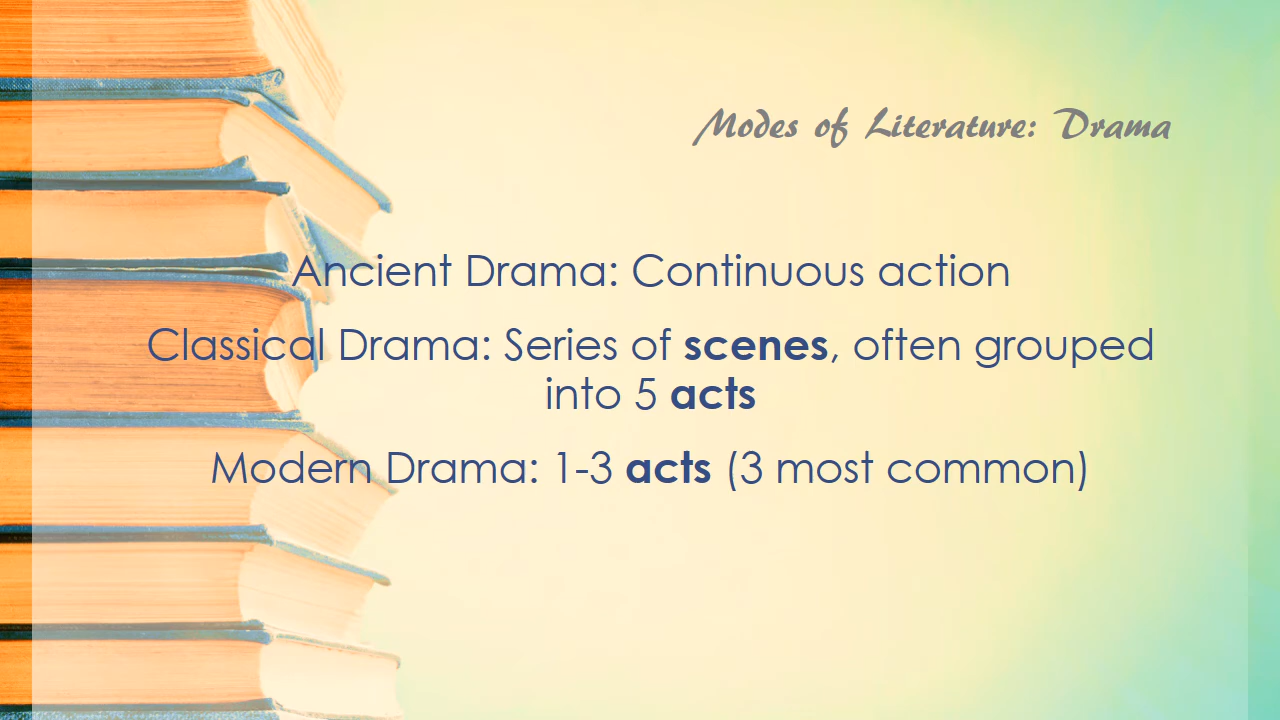 Modes of Literature: Drama
Ancient Drama: Continuous action
Classical Drama: Series of scenes, often grouped
into 5 acts
Modern Drama: 1-3 acts (3 most common)